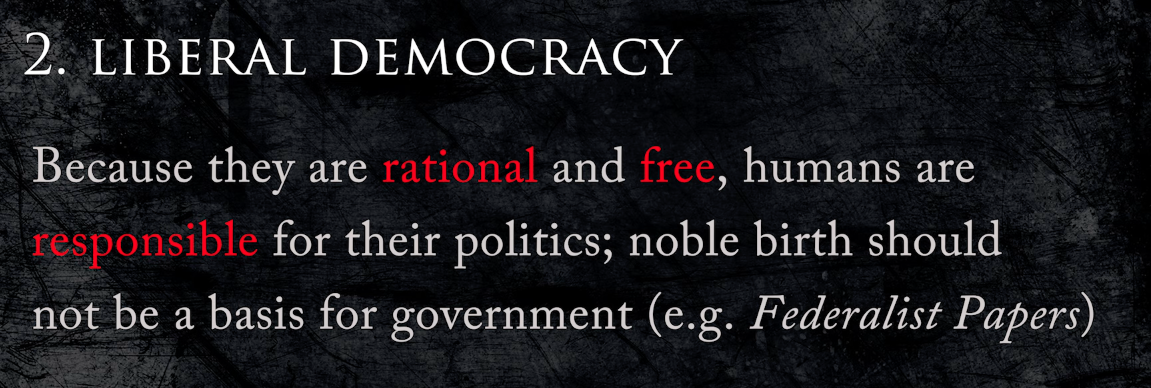 2. LIBERAL DEMOCRACY
Because they are rational and free, humans are
responsible for their politics; noble birth should
not be a basis for government (e.g. Federalist Papers)